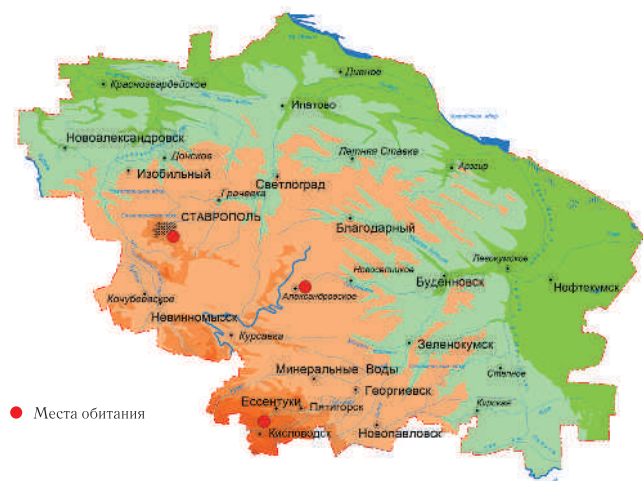 Дивное
Красногвардейское
Ипатово
Новоалександровск
Донское
Летняя Ставка
Арзгир
Изобильный
Светлоград
Грачевка
СТАВРОПОЛЬ
Благодарный
Левокумское
Новоселицкое
Буденновск
Нефтекумск
Александровское
Кочубеевское
Невинномысск
Курсавка
Зеленокумск
Минеральные Воды
Степное
Георгиевск
Ессентуки
Пятигорск
Курская
Места обитания
Кисловодск
Новопавловск